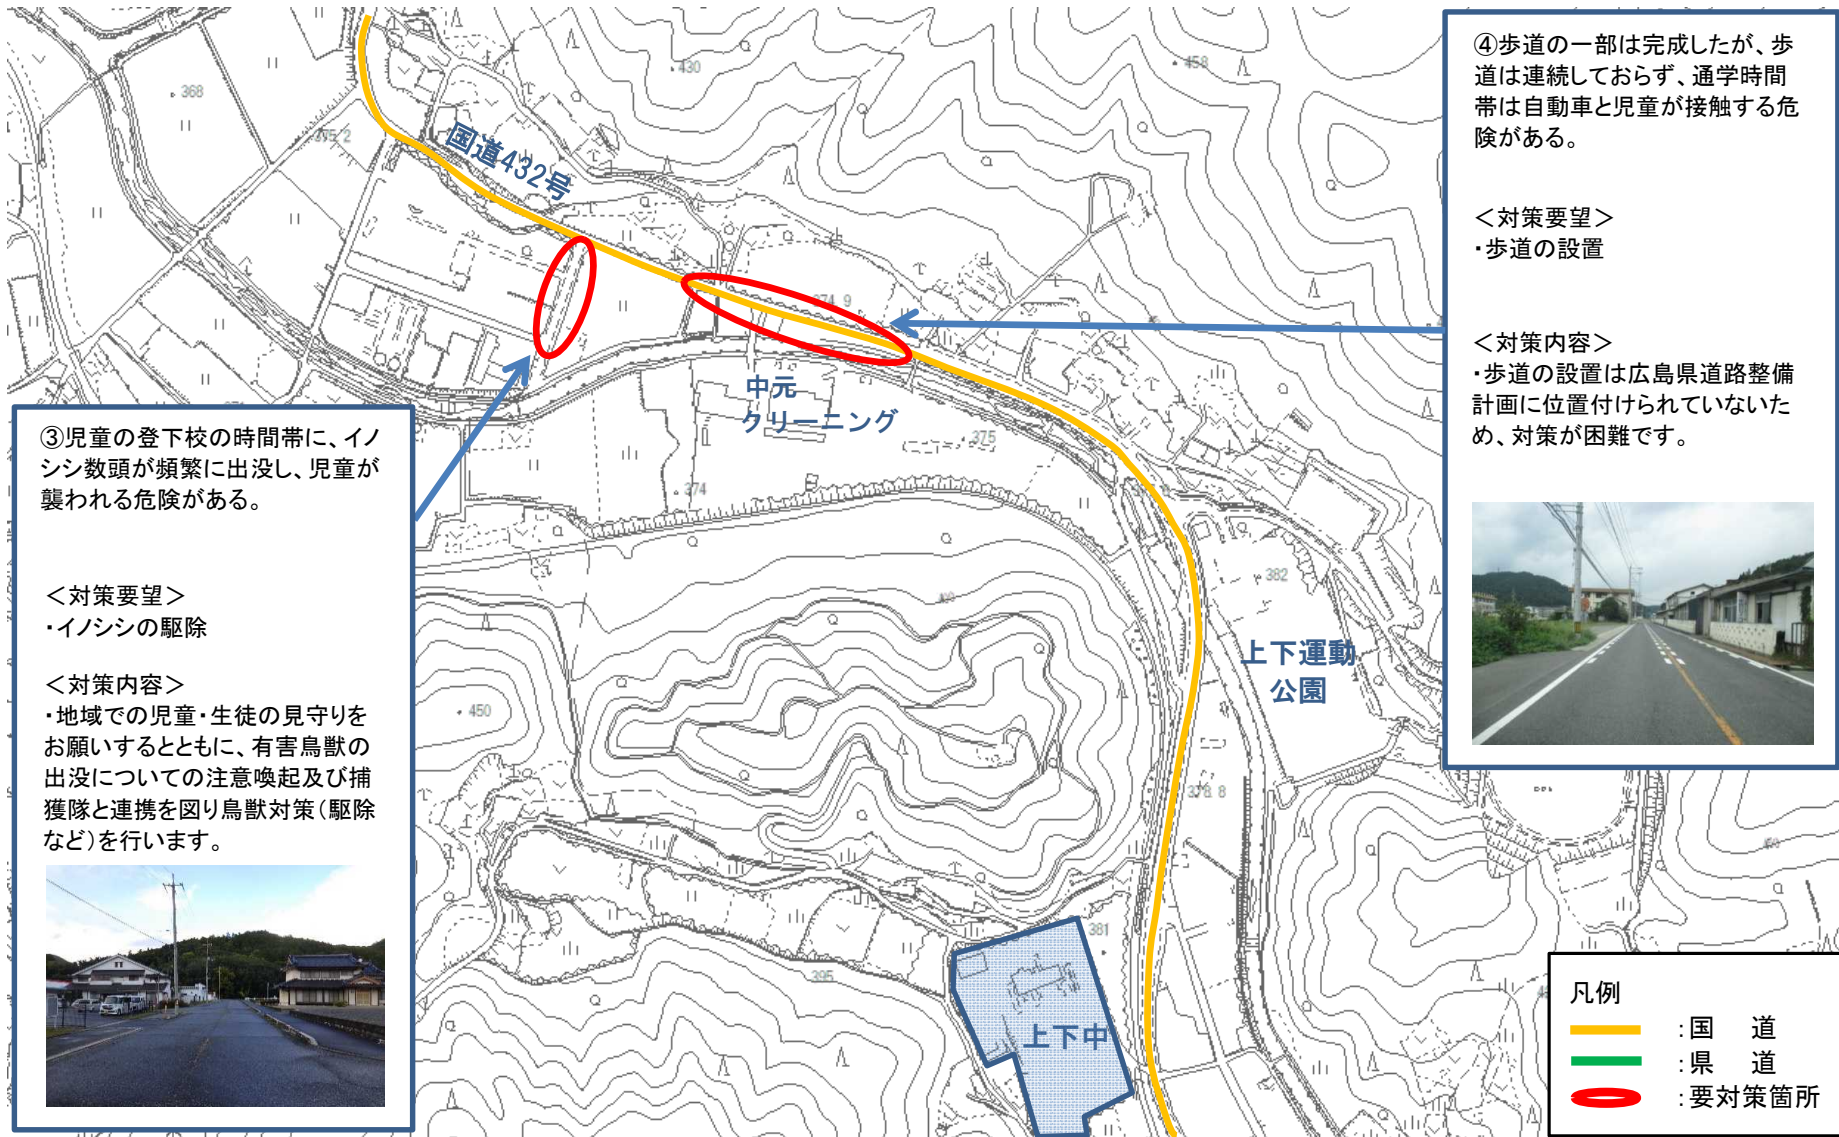 ④歩道の一部は完成したが、歩
道は連続しておらず、通学時間
帯は自動車と児童が接触する危
険がある。
＜対策要望＞
・歩道の設置
＜対策内容＞
・歩道の設置は広島県道路整備
計画に位置付けられていないた
め、対策が困難です。
国道432号
中元
クリーニング
③児童の登下校の時間帯に、イノ
シシ数頭が頻繁に出没し、児童が
襲われる危険がある。
＜対策要望＞
・イノシシの駆除
＜対策内容＞
・地域での児童・生徒の見守りを
お願いするとともに、有害鳥獣の
出没についての注意喚起及び捕
獲隊と連携を図り鳥獣対策（駆除
など）を行います。
上下運動
公園
上下中
凡例
：国　道
：県　道
：要対策箇所
368
430
458
375.2
374.9
375
374
382
450
378.8
381
395